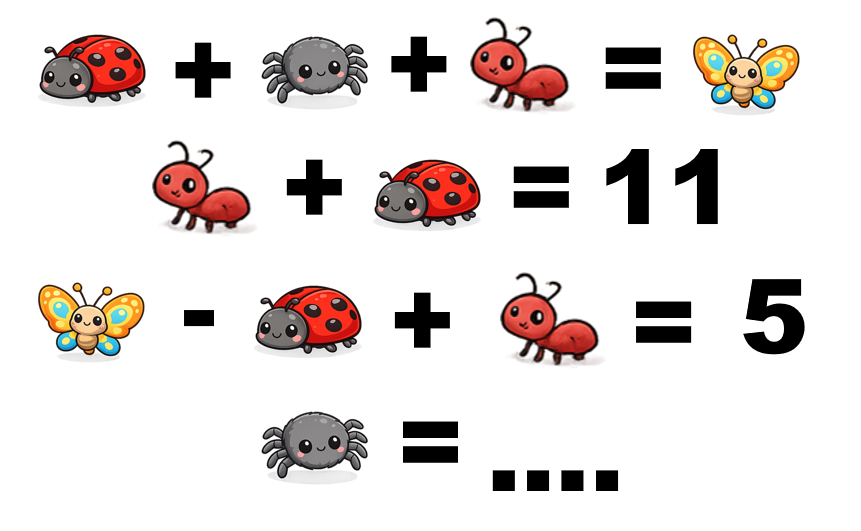 + + =
+ = 11
- + = 5
= ....